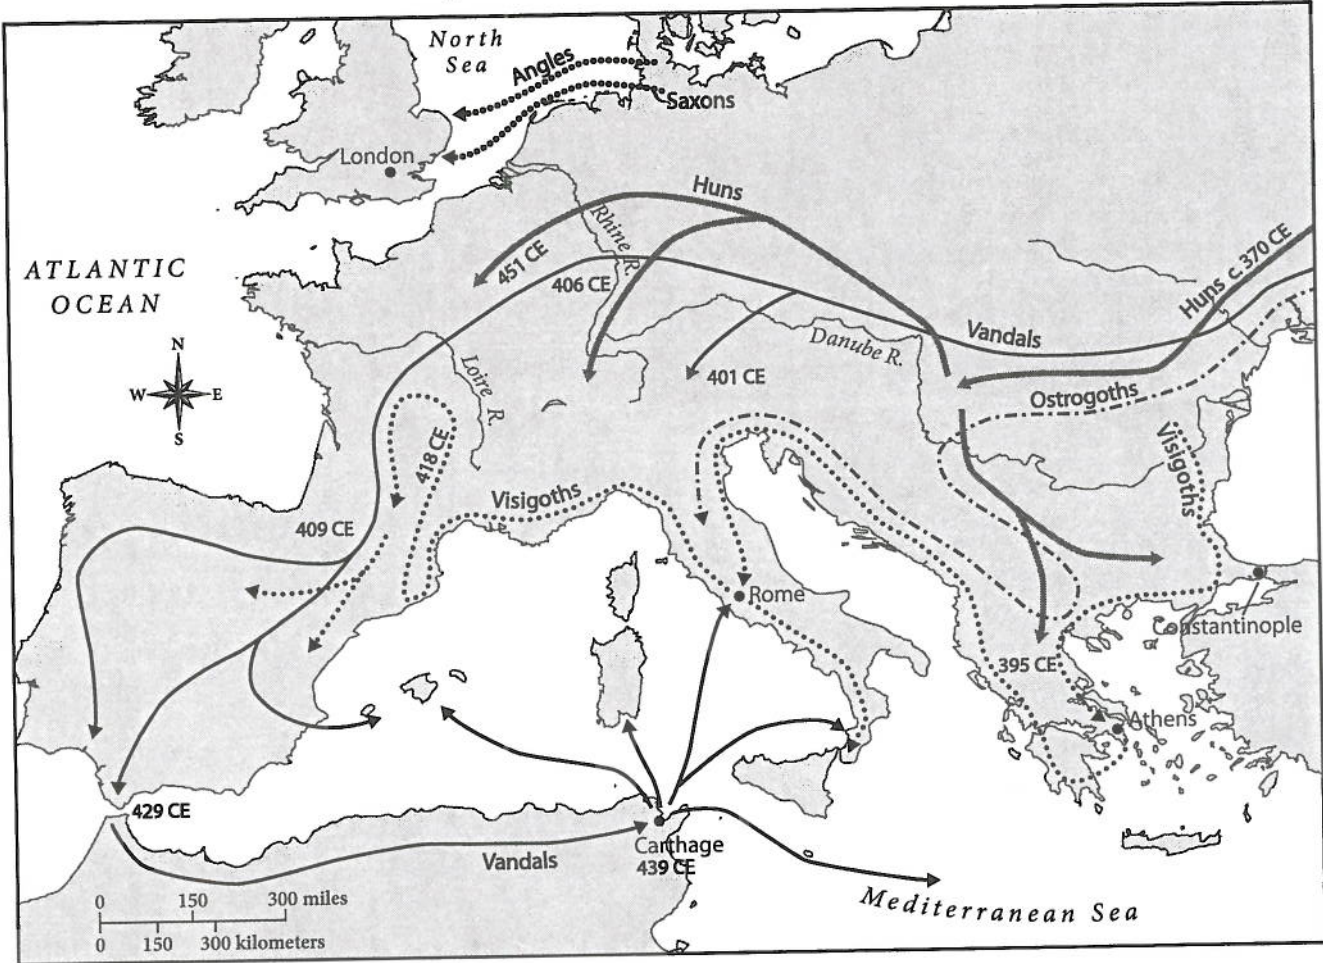 North
Sea
Angles
Saxons
London
Huns
Rhine R.
451 CE
406 CE
Huns c. 370 CE
ATLANTIC
OCEAN
Vandals
Danube R.
401 CE
Ostrogoths
N
W E
S
Loire R.
418 CE
Visigoths
Visigoths
409 CE
Rome
Constantinople
395 CE
Athens
429 CE
Carthage
439 CE
Vandals
Mediterranean Sea
0 150 300 miles
0 150 300 kilometers